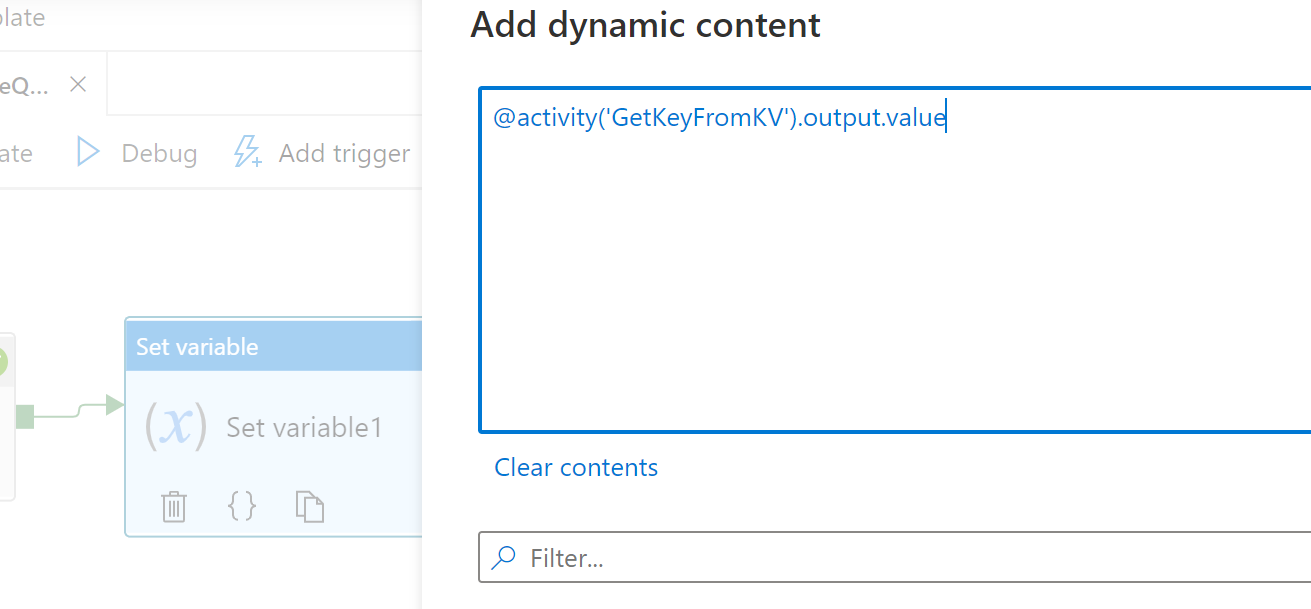 late
Add dynamic content
eQ...
@activity('GetKeyFromKV').output.value
ate
Debug
Add trigger
Set variable
(x)
Set variable1
{}
Clear contents
Filter...